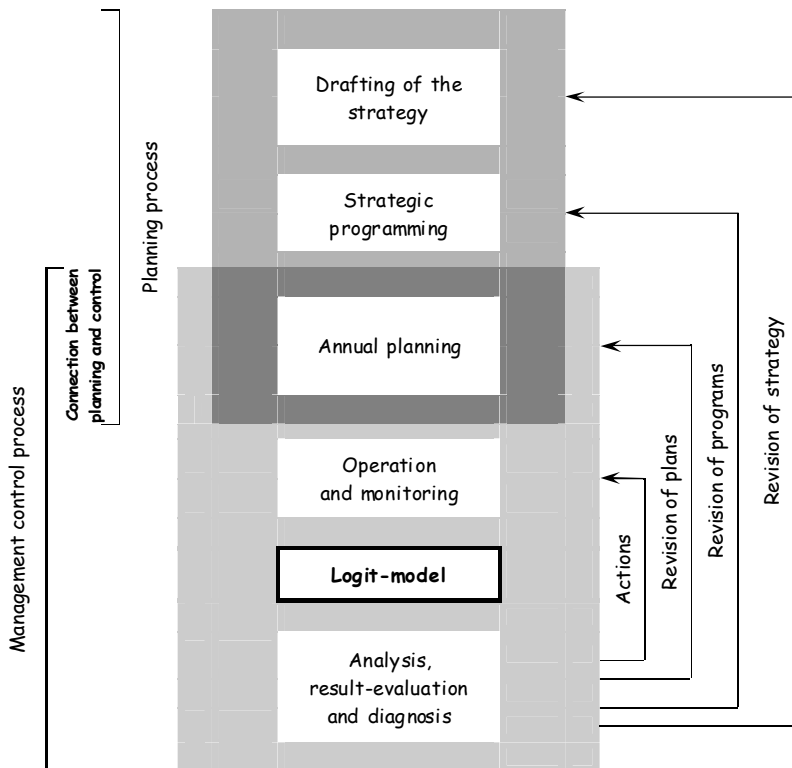 Drafting of the
strategy
Strategic
programming
Annual planning
Operation
and monitoring
Logit-model
Analysis,
result-evaluation
and diagnosis
Planning process
Connection between
planning and control
Management control process
Actions
Revision of plans
Revision of programs
Revision of strategy